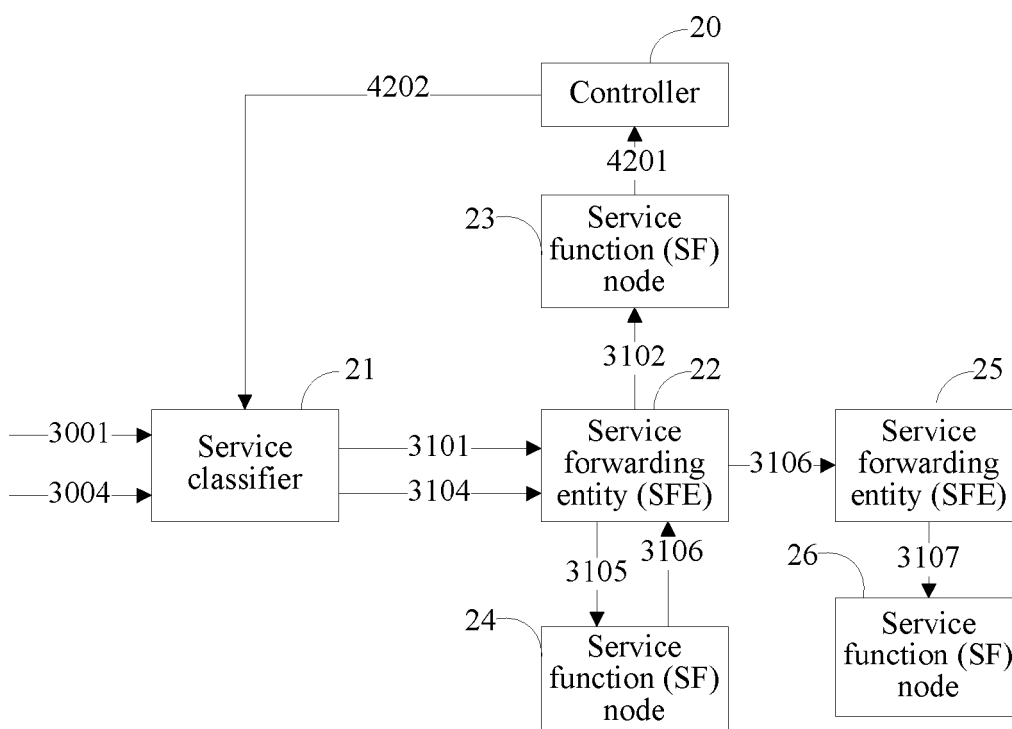 20
4202
Controller
4201
23
Service
function (SF)
node
3102
21
22
25
3001
3004
Service
classifier
3101
3104
Service
forwarding
entity (SFE)
3106
Service
forwarding
entity (SFE)
3105
3106
26
3107
24
Service
function (SF)
node
Service
function (SF)
node